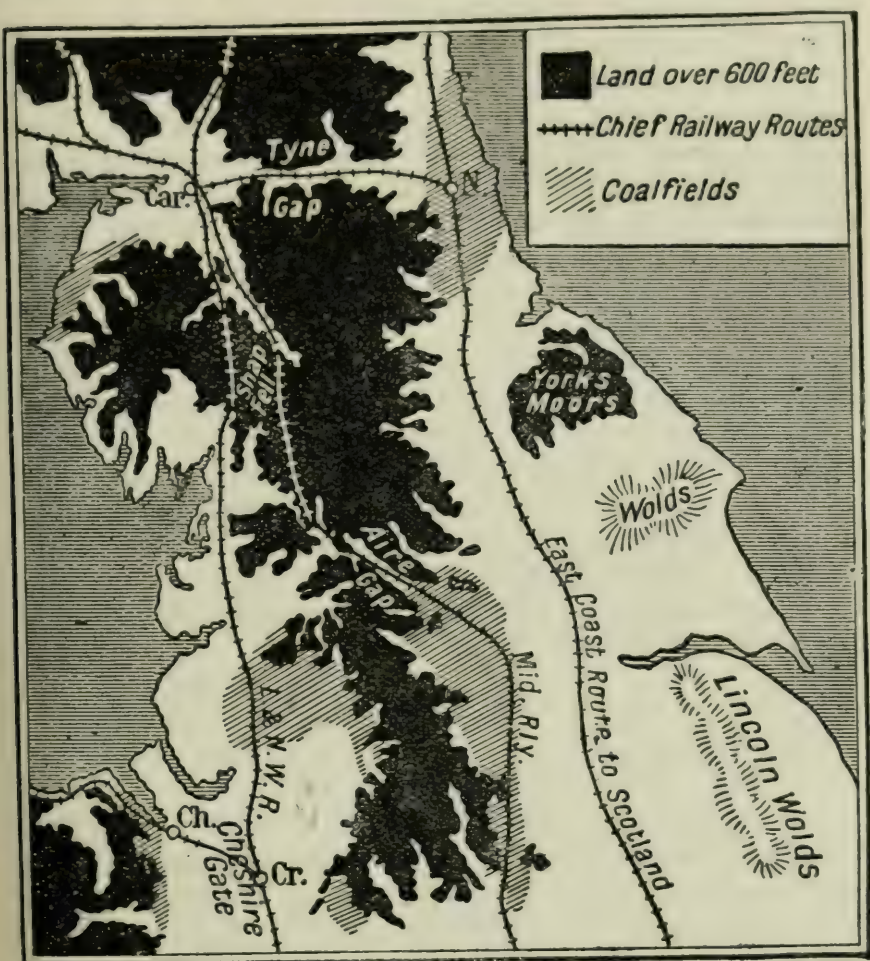 Land over 600 feet
Chief Railway Routes
Coalfields
Tyne
Gap
Car.
N
Shap
Fell
Yorks
Moors
Wolds
Aire
Gap
East Coast Route to Scotland
Mid. Rly.
L. & N. W. R.
Lincoln Wolds
Ch.
Cheshire
Gate
Cr.